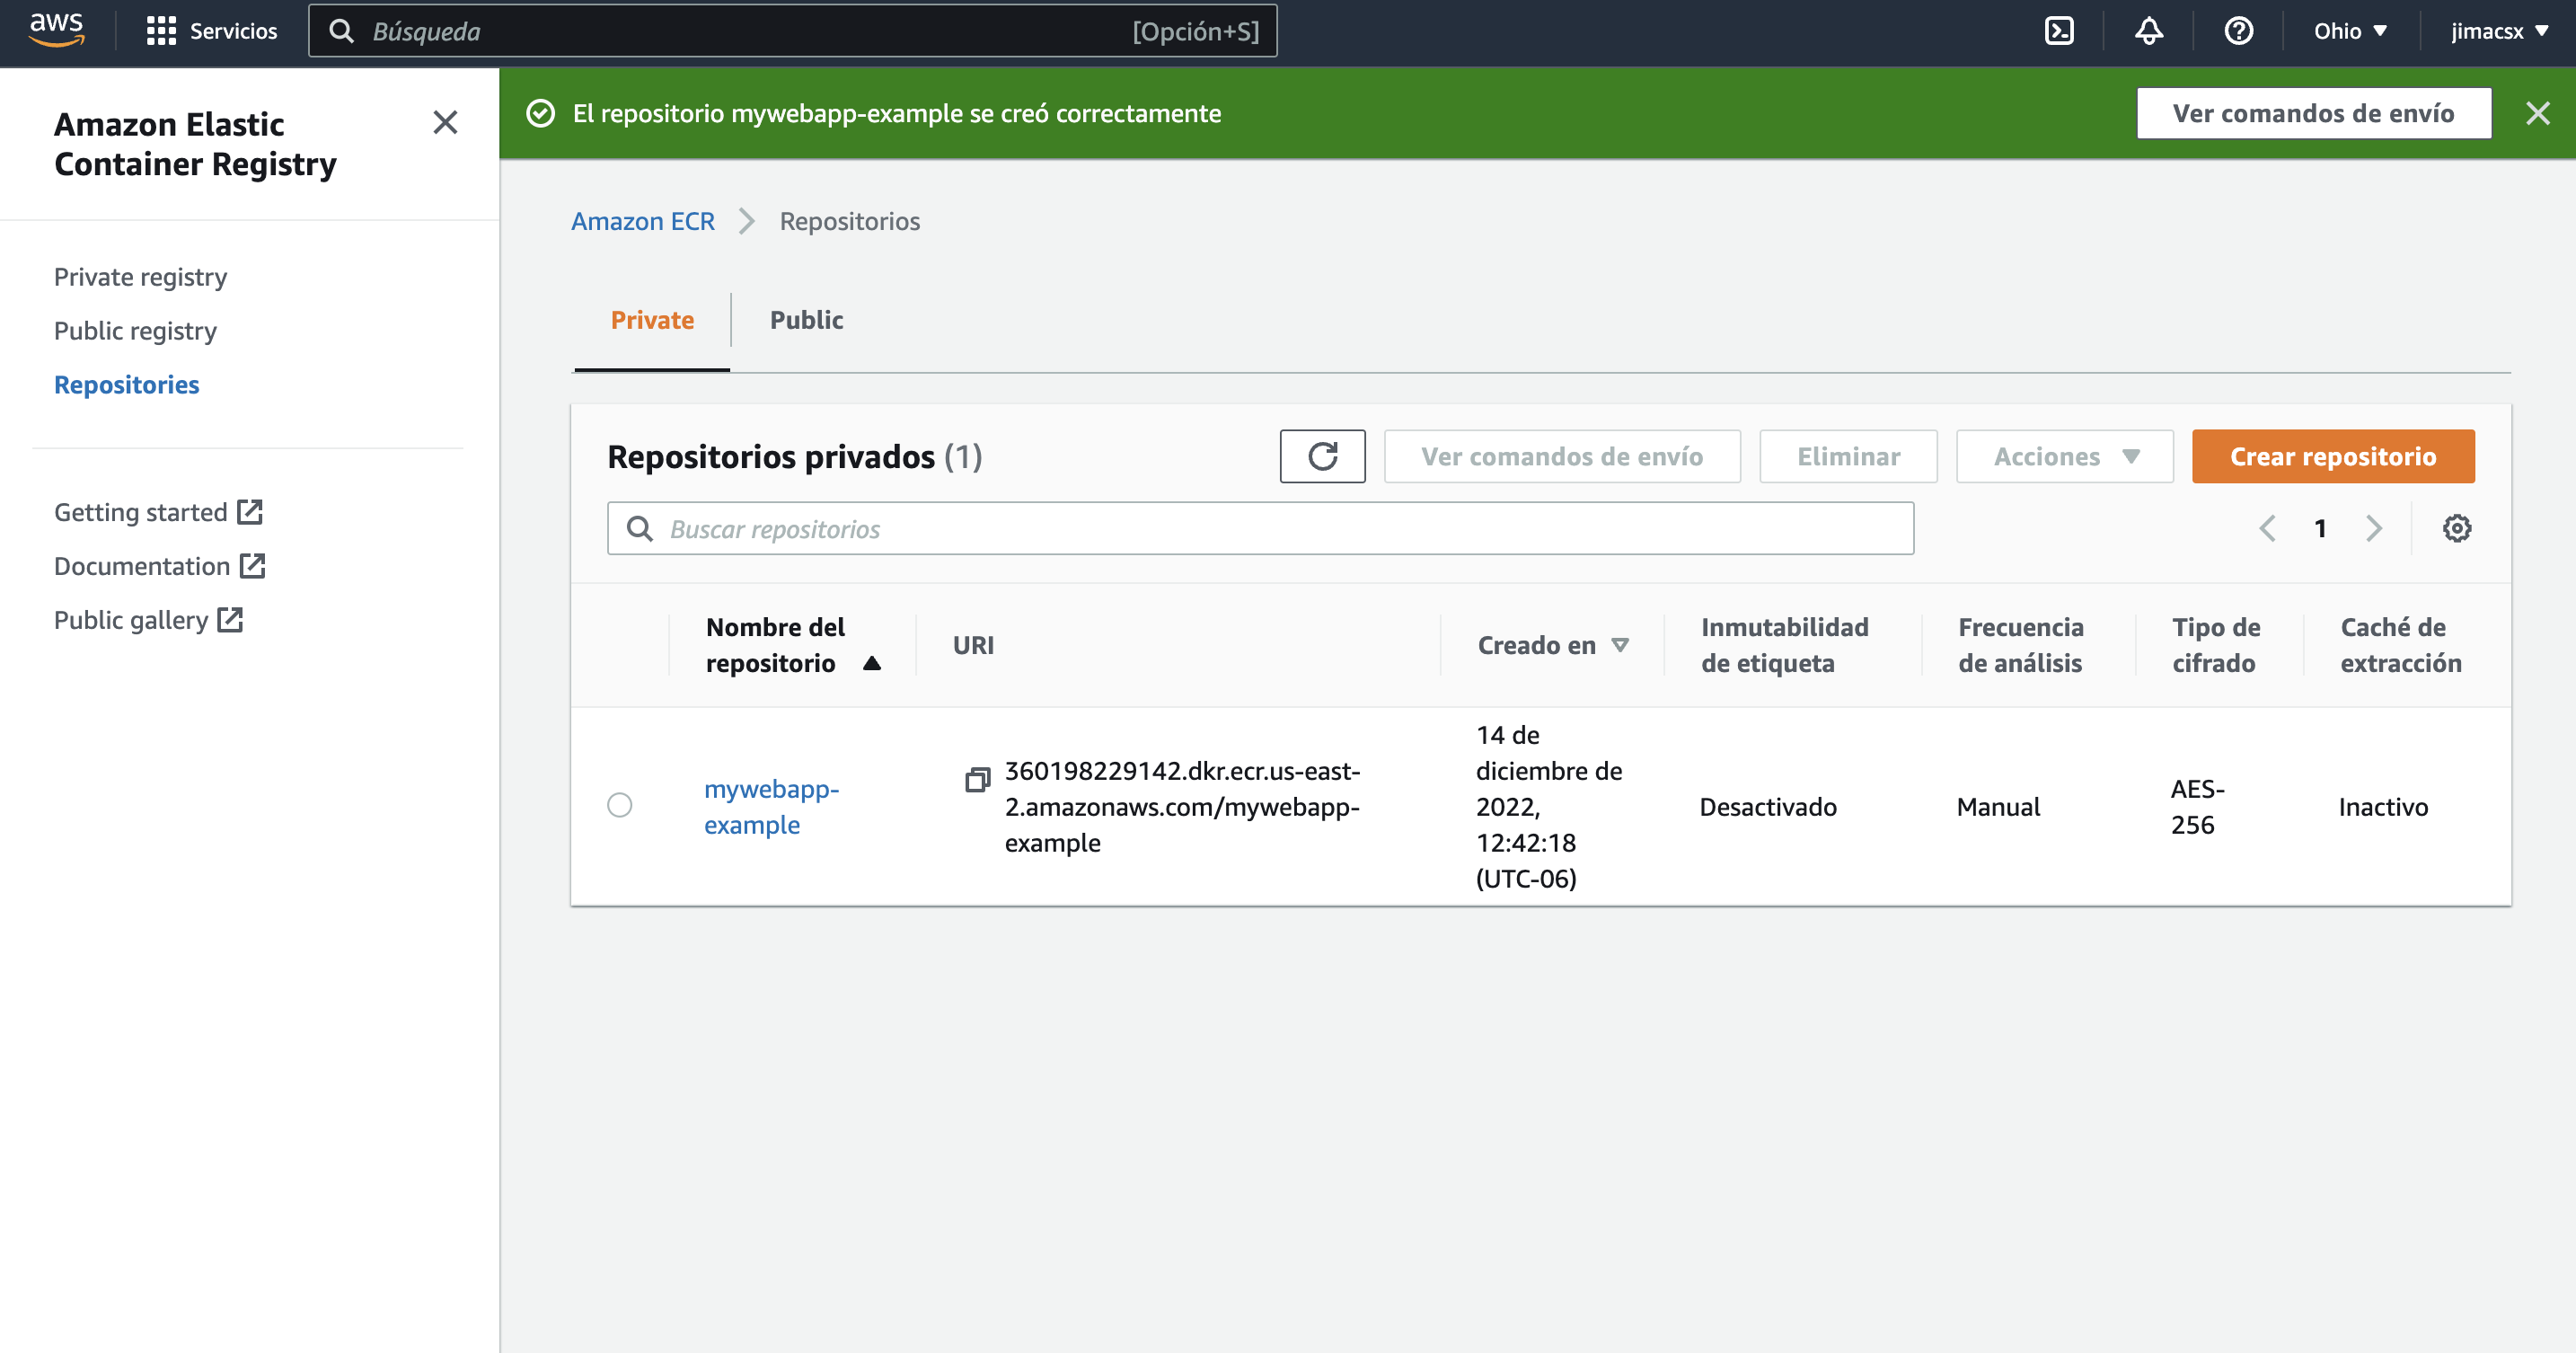 aws
Servicios
Búsqueda
[Opción+S]
Ohio
jimacsx
Amazon Elastic
Container Registry
Private registry
Public registry
Repositories
Getting started
Documentation
Public gallery
El repositorio mywebapp-example se creó correctamente
Ver comandos de envío
Amazon ECR
Repositorios
Private
Public
Repositorios privados (1)
Ver comandos de envío
Eliminar
Acciones
Crear repositorio
Buscar repositorios
1
Nombre del
repositorio
URI
Creado en
Inmutabilidad
de etiqueta
Frecuencia
de análisis
Tipo de
cifrado
Caché de
extracción
mywebapp-
example
360198229142.dkr.ecr.us-east-
2.amazonaws.com/mywebapp-
example
14 de
diciembre de
2022,
12:42:18
(UTC-06)
Desactivado
Manual
AES-
256
Inactivo